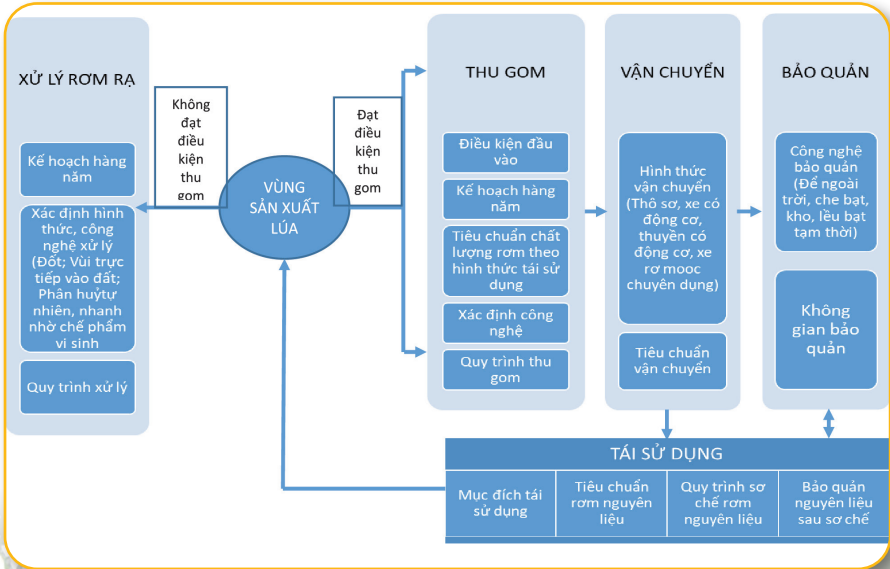 XỬ LÝ RƠM RẠ
Kế hoạch hàng
năm
Xác định hình
thức, công
nghệ xử lý
(Đốt; Vùi trực
tiếp vào đất;
Phân huỷtự
nhiên, nhanh
nhờ chế phẩm
vi sinh
Quy trình xử lý
Không
đạt
điều
kiện
thu
gom
VÙNG
SẢN XUẤT
LÚA
Đạt
điều
kiện
thu
gom
THU GOM
Điều kiện đầu
vào
Kế hoạch hàng
năm
Tiêu chuẩn chất
lượng rơm theo
hình thức tái sử
dụng
Xác định công
nghệ
Quy trình thu
gom
VẬN CHUYỂN
Hình thức
vận chuyển
(Thô sơ, xe có
động cơ,
thuyền có
động cơ, xe
rơ mooc
chuyên dụng)
Tiêu chuẩn
vận chuyển
BẢO QUẢN
Công nghệ
bảo quản
(Để ngoài
trời, che bạt,
kho, lều bạt
tạm thời)
Không
gian bảo
quản
TÁI SỬ DỤNG
Mục đích tái
sử dụng
Tiêu chuẩn
rơm nguyên
liệu
Quy trình sơ
chế rơm
nguyên liệu
Bảo quản
nguyên liệu
sau sơ chế